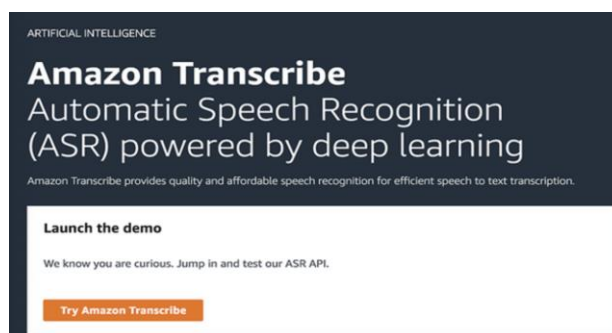 ARTIFICIAL INTELLIGENCE
Amazon Transcribe
Automatic Speech Recognition
(ASR) powered by deep learning
Amazon Transcribe provides quality and affordable speech recognition for efficient speech to text transcription.
Launch the demo
We know you are curious. Jump in and test our ASR API.
Try Amazon Transcribe